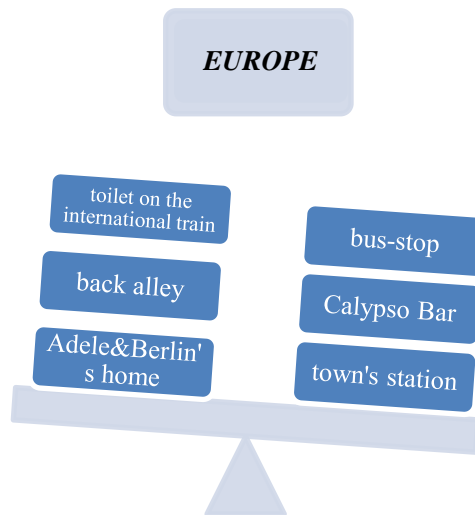 EUROPE
toilet on the
international train
back alley
Adele&Berlin'
s home
bus-stop
Calypso Bar
town's station